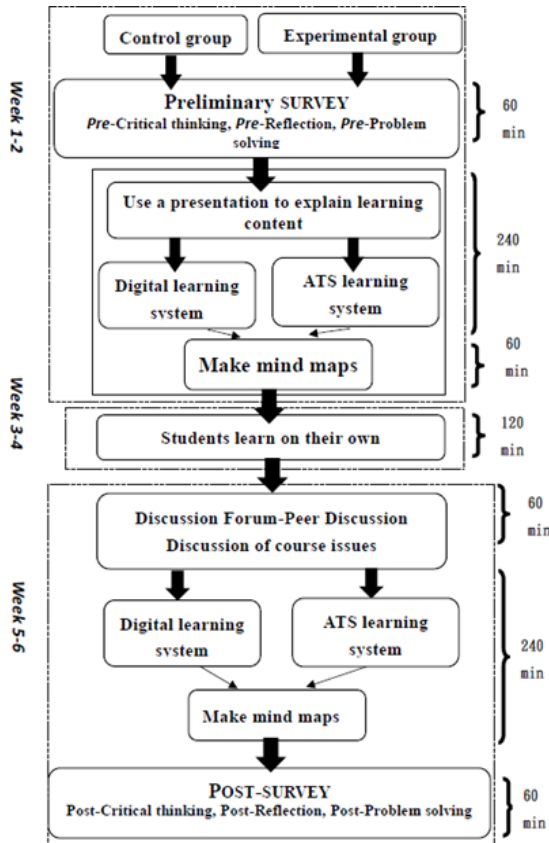 Control group
Experimental group
Week 1-2
Preliminary SURVEY
Pre-Critical thinking, Pre-Reflection, Pre-Problem
solving
60
min
Use a presentation to explain learning
content
240
min
Digital learning
system
ATS learning
system
Make mind maps
60
min
Week 3-4
Students learn on their own
120
min
Week 5-6
Discussion Forum-Peer Discussion
Discussion of course issues
60
min
Digital learning
system
ATS learning
system
240
min
Make mind maps
POST-SURVEY
Post-Critical thinking, Post-Reflection, Post-Problem solving
60
min